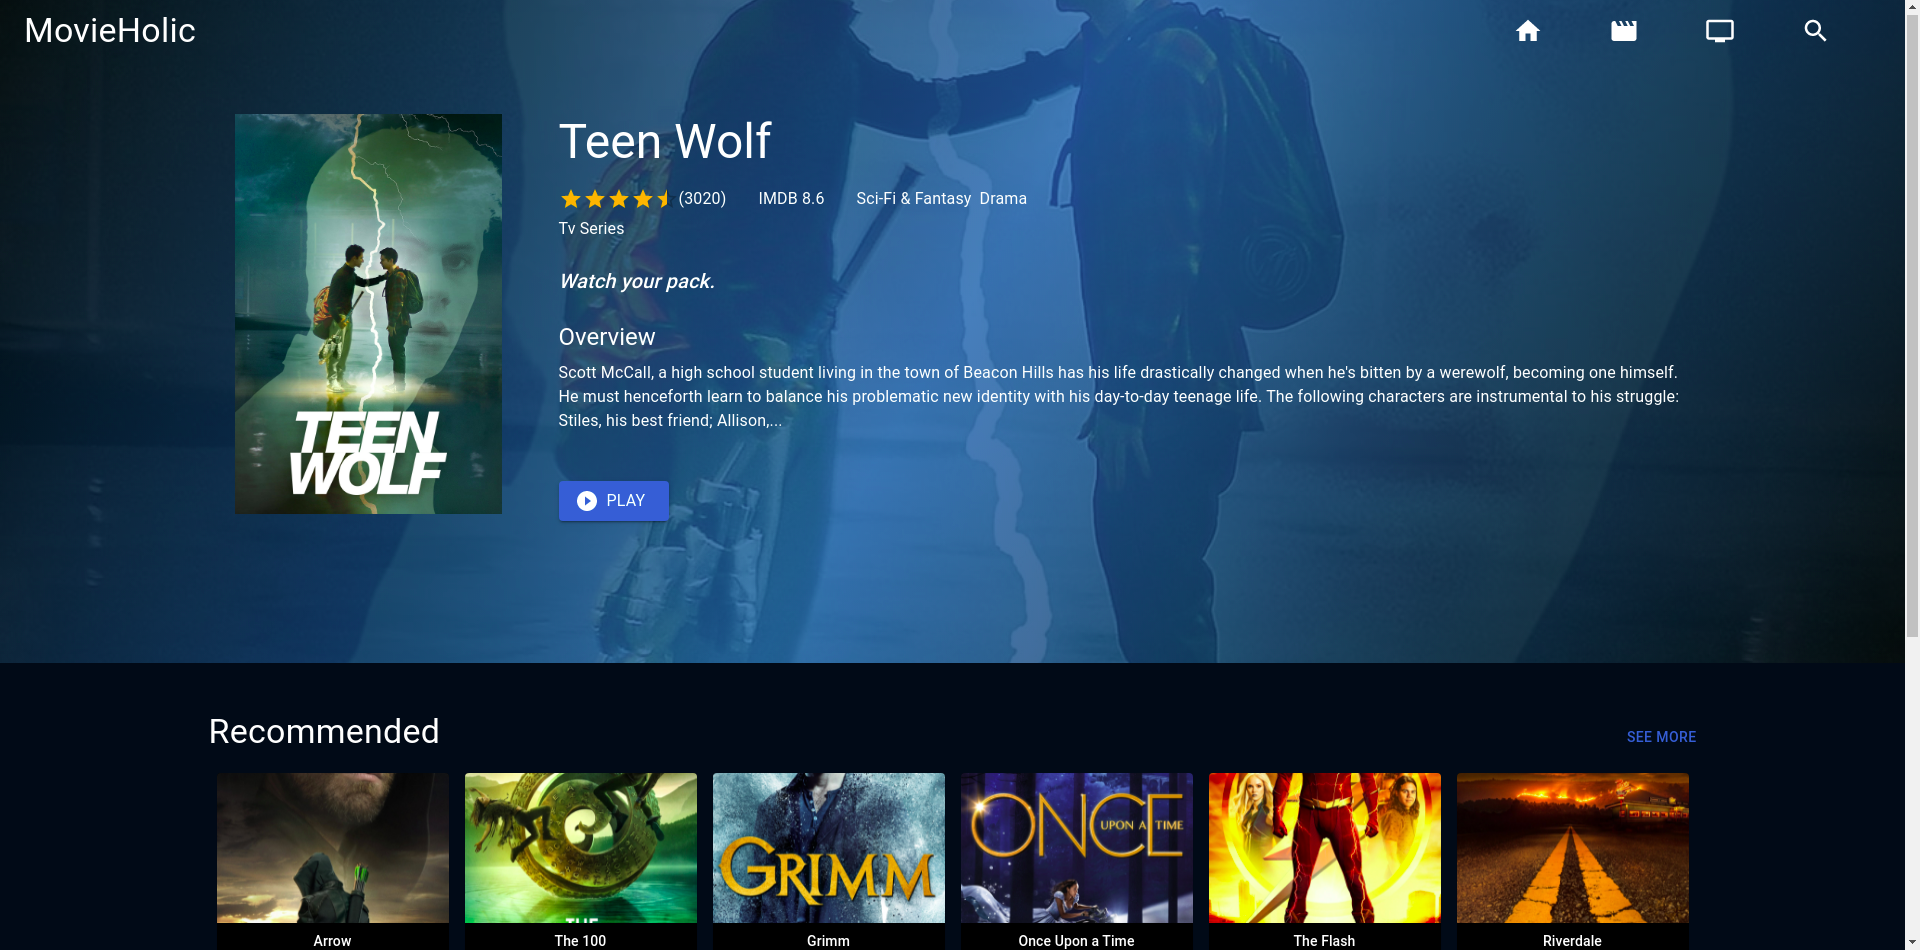 MovieHolic
TEEN
WOLF
Teen Wolf
(3020) IMDB 8.6 Sci-Fi & Fantasy Drama
Tv Series
Watch your pack.
Overview
Scott McCall, a high school student living in the town of Beacon Hills has his life drastically changed when he's bitten by a werewolf, becoming one himself.
He must henceforth learn to balance his problematic new identity with his day-to-day teenage life. The following characters are instrumental to his struggle:
Stiles, his best friend; Allison,...
PLAY
Recommended
SEE MORE
THE
GRIMM
ONCE
UPON A TIME
Arrow
The 100
Grimm
Once Upon a Time
The Flash
Riverdale